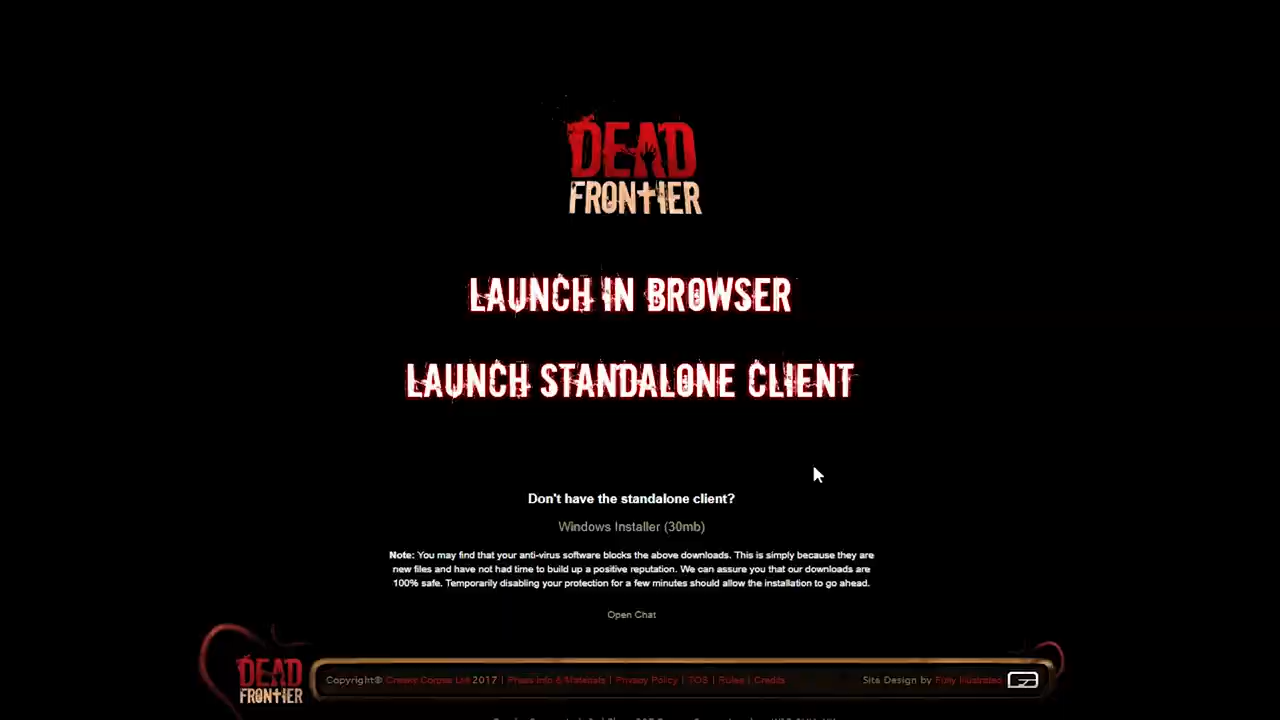 DEAD
FRONTIER
LAUNCH IN BROWSER
LAUNCH STANDALONE CLIENT
Don't have the standalone client?
Windows Installer (30mb)
Note: You may find that your anti-virus software blocks the above downloads. This is simply because they are
new files and have not had time to build up a positive reputation. We can assure you that our downloads are
100% safe. Temporarily disabling your protection for a few minutes should allow the installation to go ahead.
Open Chat
DEAD
FRONTIER
Copyright® Creaky Corpse Ltd 2017 | Press Info & Materials | Privacy Policy | TOS | Rules | Credits
Site Design by Fully Illustrated